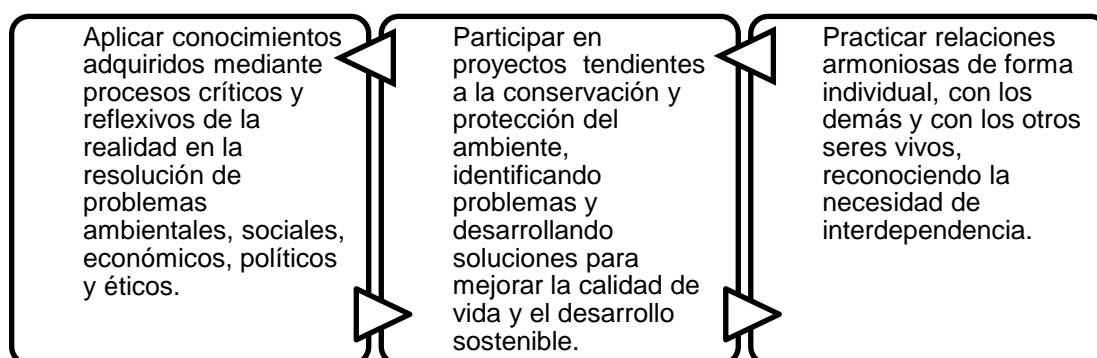 Aplicar conocimientos
adquiridos mediante
procesos críticos y
reflexivos de la
realidad en la
resolución de
problemas
ambientales, sociales,
económicos, políticos
y éticos.
Participar en
proyectos tendientes
a la conservación y
protección del
ambiente,
identificando
problemas y
desarrollando
soluciones para
mejorar la calidad de
vida y el desarrollo
sostenible.
Practicar relaciones
armoniosas de forma
individual, con los
demás y con los otros
seres vivos,
reconociendo la
necesidad de
interdependencia.